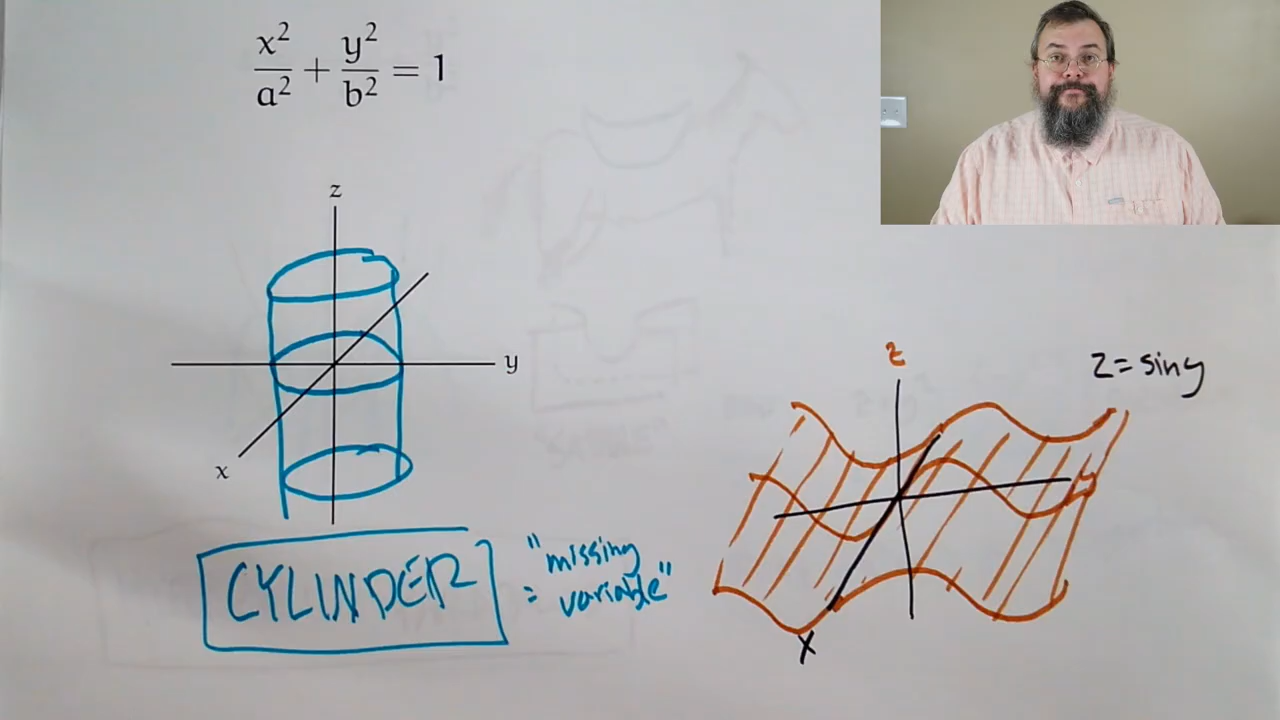 x²/a² + y²/b² = 1
z
y
x
CYLINDER
"missing
= variable"
z
z = sin y
y
x